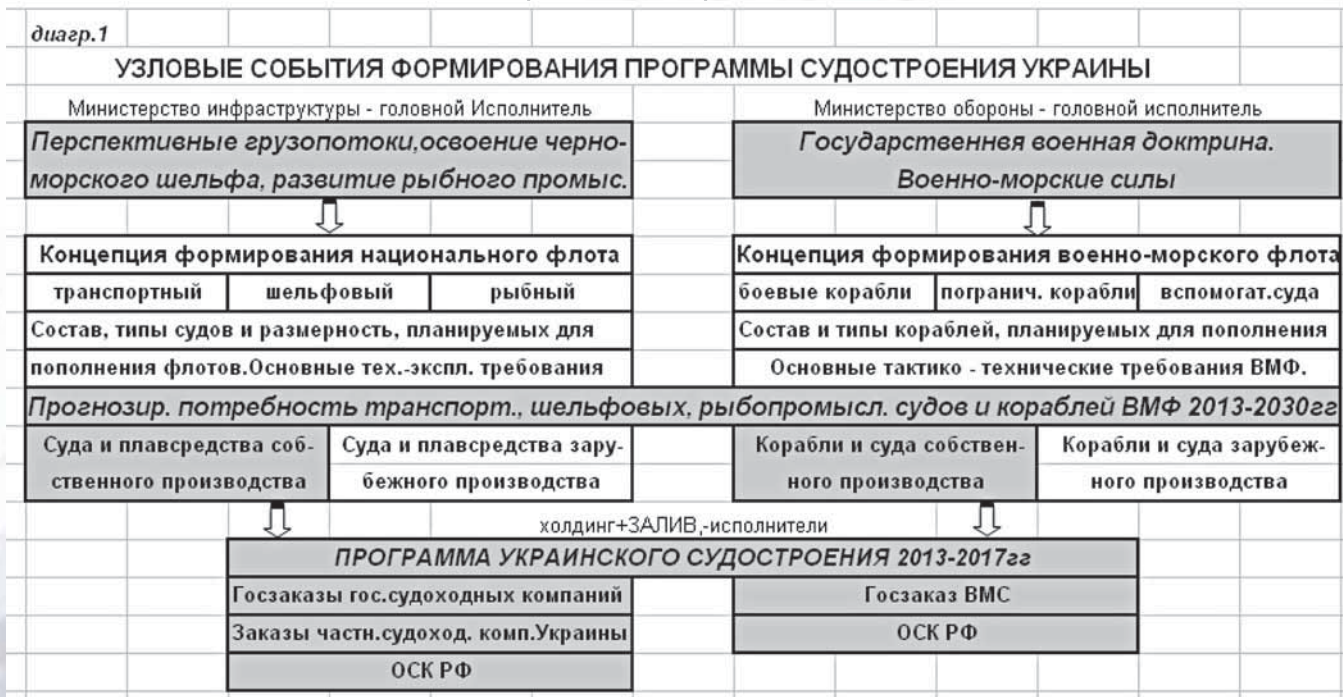 диагр.1
УЗЛОВЫЕ СОБЫТИЯ ФОРМИРОВАНИЯ ПРОГРАММЫ СУДОСТРОЕНИЯ УКРАИНЫ
Министерство инфраструктуры - головной Исполнитель
Перспективные грузопотоки,освоение черно-
морского шельфа, развитие рыбного промыс.
Концепция формирования национального флота
транспортный шельфовый рыбный
Состав, типы судов и размерность, планируемых для
пополнения флотов.Основные тех.-экспл. требования
Министерство обороны - головной исполнитель
Государственнвя военная доктрина.
Военно-морские силы
Концепция формирования военно-морского флота
боевые корабли погранич. корабли вспомогат.суда
Состав и типы кораблей, планируемых для пополнения
Основные тактико - технические требования ВМФ.
Прогнозир. потребность транспорт., шельфовых, рыбопромысл. судов и кораблей ВМФ 2013-2030гг
Суда и плавсредства соб-
ственного производства
Суда и плавсредства зару-
бежного производства
Корабли и суда собствен-
ного производства
Корабли и суда зарубеж-
ного производства
холдинг+ЗАЛИВ,-исполнители
ПРОГРАММА УКРАИНСКОГО СУДОСТРОЕНИЯ 2013-2017гг
Госзаказы гос.судоходных компаний
Заказы частн.судоход. комп.Украины
ОСК РФ
Госзаказ ВМС
ОСК РФ